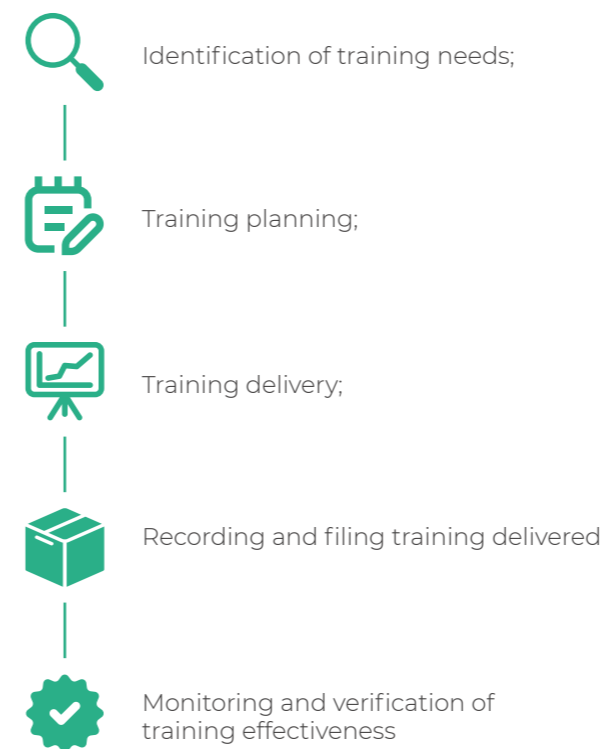 Identification of training needs;
Training planning;
Training delivery;
Recording and filing training delivered
Monitoring and verification of
training effectiveness